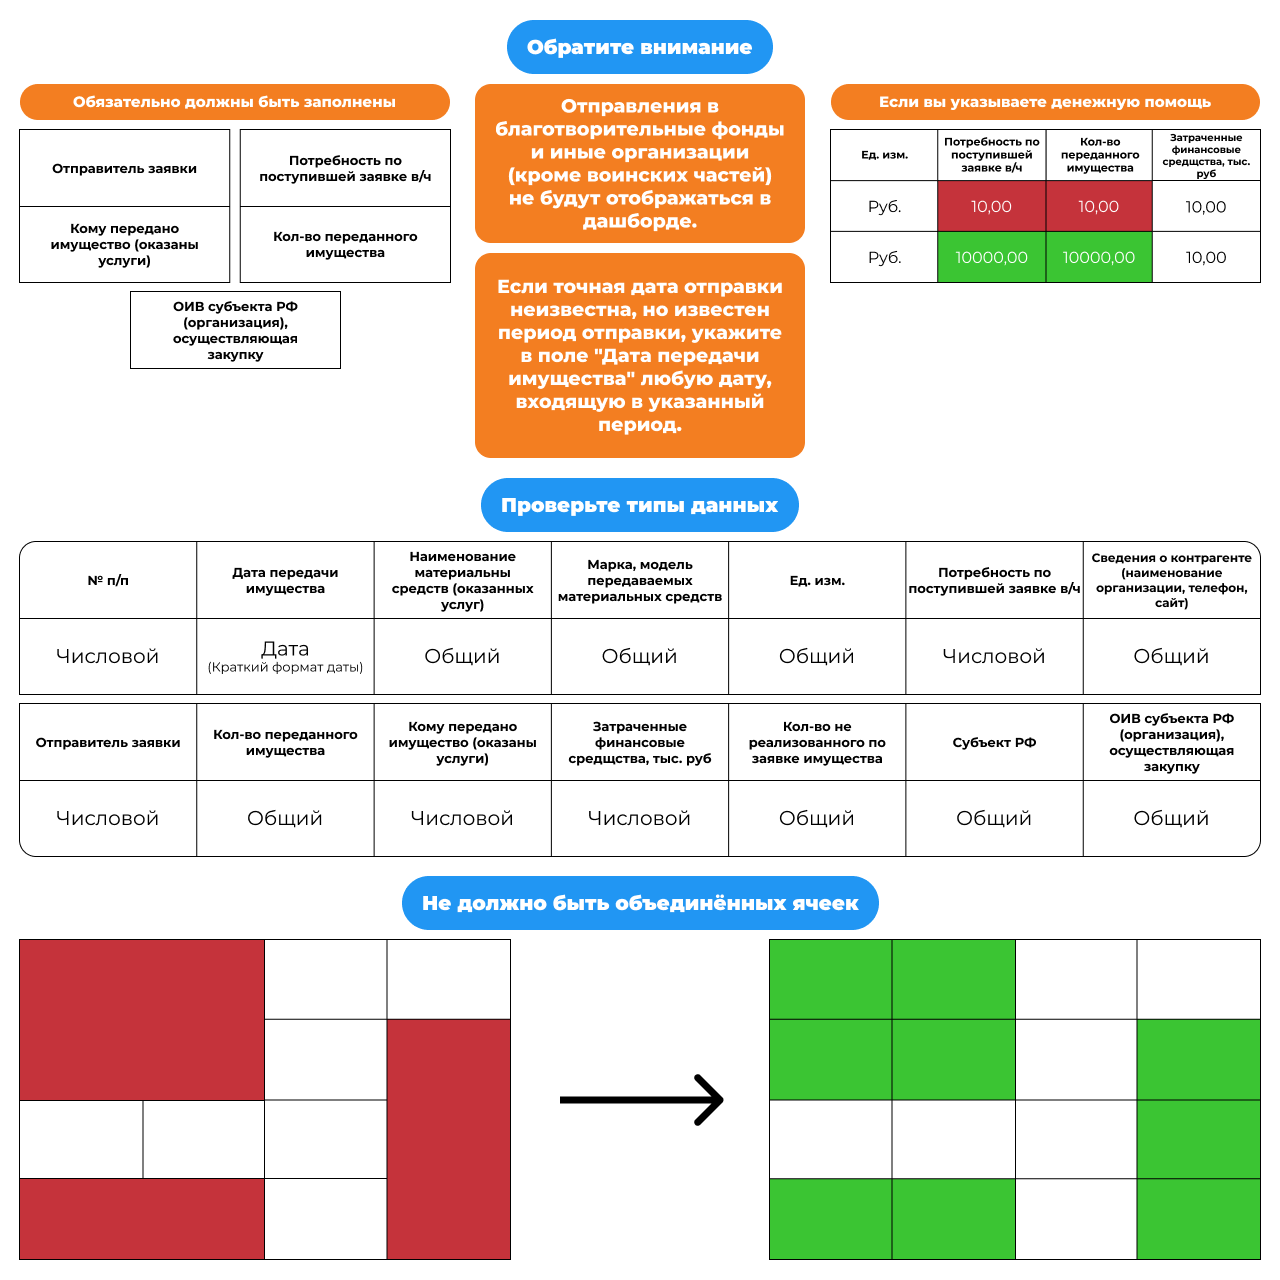 Обратите внимание
Обязательно должны быть заполнены
Отправитель заявки
Потребность по
поступившей заявке в/ч
Кому передано
имущество (оказаны
услуги)
Кол-во переданного
имущества
ОИВ субъекта РФ
(организация),
осуществляющая
закупку
Отправления в
благотворительные фонды
и иные организации
(кроме воинских частей)
не будут отображаться в
дашборде.
Если точная дата отправки
неизвестна, но известен
период отправки, укажите
в поле "Дата передачи
имущества" любую дату,
входящую в указанный
период.
Если вы указываете денежную помощь
Ед. изм.
Потребность по
поступившей
заявке в/ч
Кол-во
переданного
имущества
Затраченные
финансовые
средщства, тыс.
руб
Руб.
10,00
10,00
10,00
Руб.
10000,00
10000,00
10,00
Проверьте типы данных
№ п/п
Дата передачи
имущества
Наименование
материальны
средств (оказанных
услуг)
Марка, модель
передаваемых
материальных средств
Ед. изм.
Потребность по
поступившей заявке в/ч
Сведения о контрагенте
(наименование
организации, телефон,
сайт)
Числовой
Дата
(Краткий формат даты)
Общий
Общий
Общий
Числовой
Общий
Отправитель заявки
Кол-во переданного
имущества
Кому передано
имущество (оказаны
услуги)
Затраченные
финансовые
средщства, тыс. руб
Кол-во не
реализованного по
заявке имущества
Субъект РФ
ОИВ субъекта РФ
(организация),
осуществляющая
закупку
Числовой
Общий
Числовой
Числовой
Общий
Общий
Общий
Не должно быть объединённых ячеек